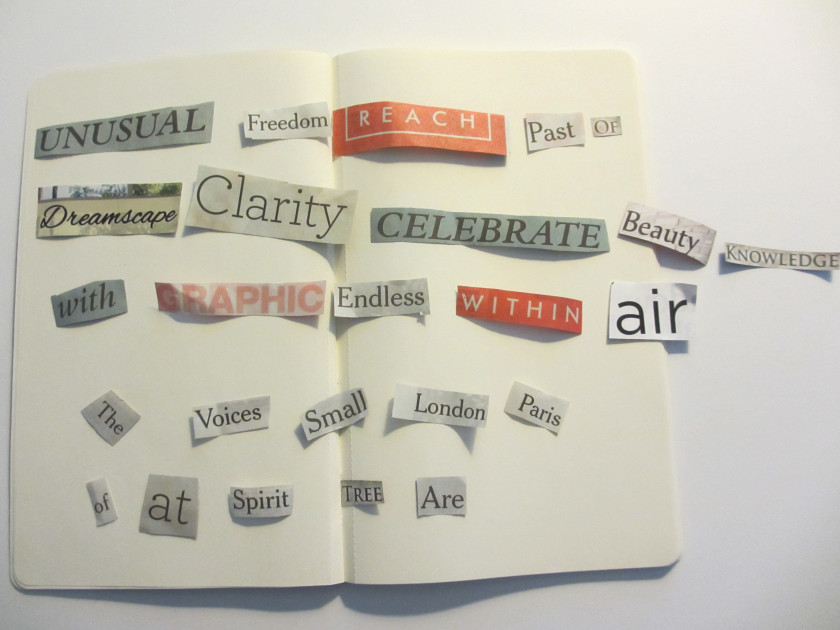 UNUSUAL Freedom REACH Past OF
Dreamscape Clarity CELEBRATE Beauty KNOWLEDGE
with GRAPHIC Endless WITHIN air
The Voices Small London Paris
of at Spirit TREE Are